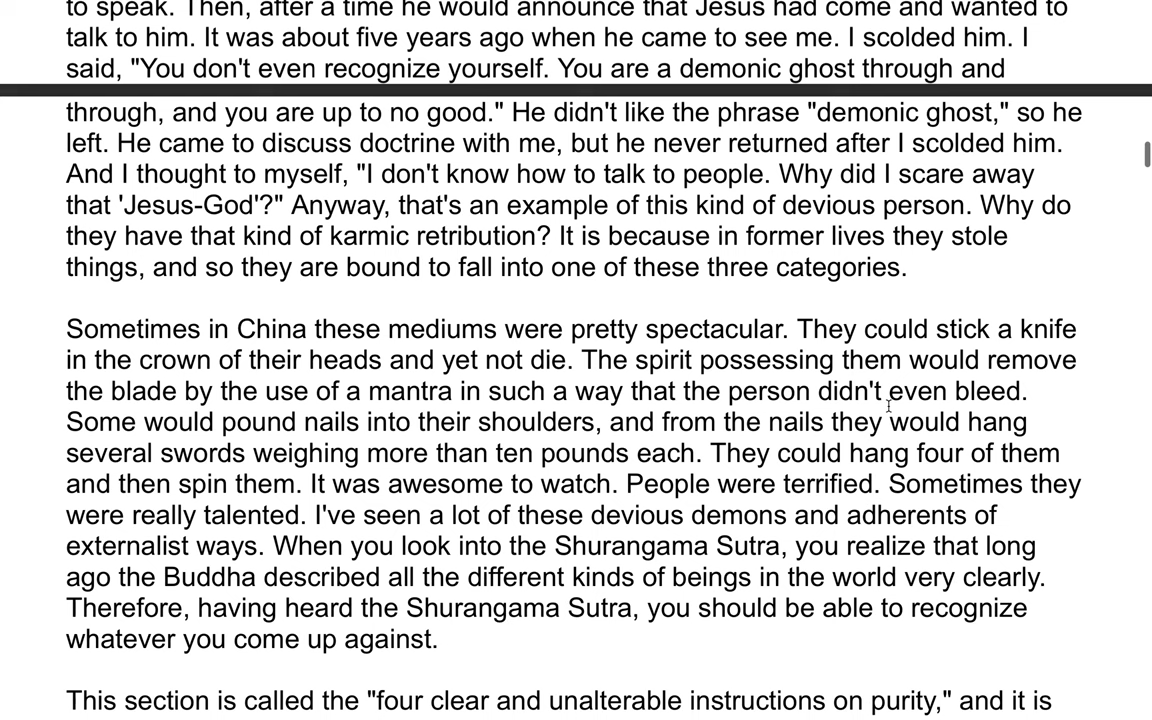 to speak. Then, after a time he would announce that Jesus had come and wanted to
talk to him. It was about five years ago when he came to see me. I scolded him. I
said, "You don't even recognize yourself. You are a demonic ghost through and
through, and you are up to no good." He didn't like the phrase "demonic ghost," so he
left. He came to discuss doctrine with me, but he never returned after I scolded him.
And I thought to myself, "I don't know how to talk to people. Why did I scare away
that 'Jesus-God'?" Anyway, that's an example of this kind of devious person. Why do
they have that kind of karmic retribution? It is because in former lives they stole
things, and so they are bound to fall into one of these three categories.
Sometimes in China these mediums were pretty spectacular. They could stick a knife
in the crown of their heads and yet not die. The spirit possessing them would remove
the blade by the use of a mantra in such a way that the person didn't even bleed.
Some would pound nails into their shoulders, and from the nails they would hang
several swords weighing more than ten pounds each. They could hang four of them
and then spin them. It was awesome to watch. People were terrified. Sometimes they
were really talented. I've seen a lot of these devious demons and adherents of
externalist ways. When you look into the Shurangama Sutra, you realize that long
ago the Buddha described all the different kinds of beings in the world very clearly.
Therefore, having heard the Shurangama Sutra, you should be able to recognize
whatever you come up against.
This section is called the "four clear and unalterable instructions on purity," and it is